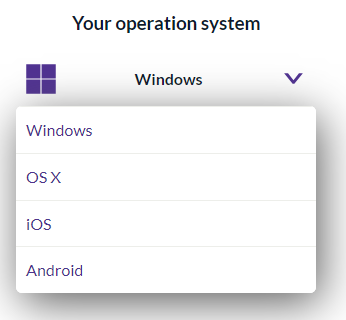 Your operation system
Windows
Windows
OS X
iOS
Android